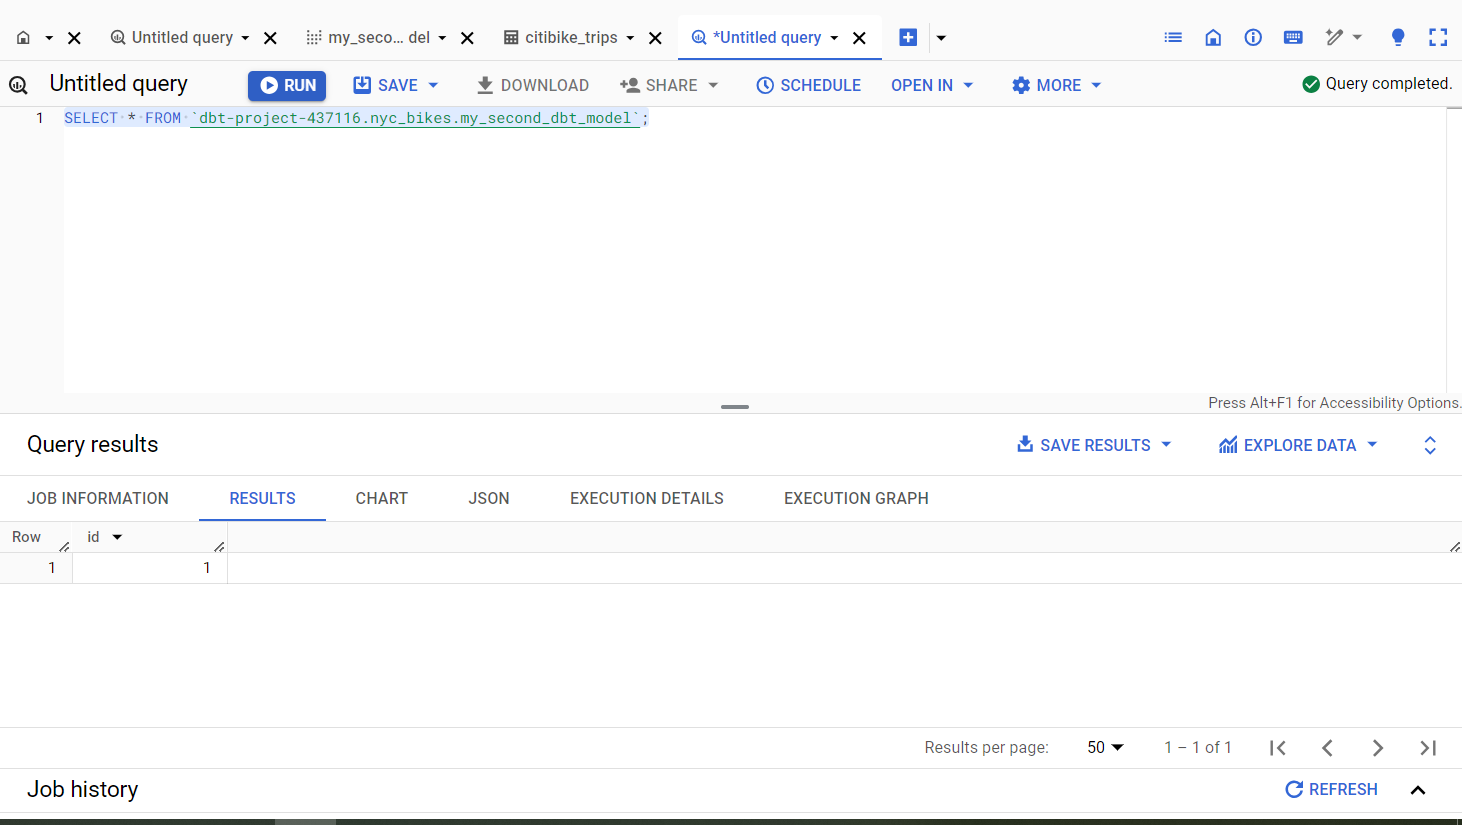 Untitled query my_seco... del citibike_trips *Untitled query
Untitled query RUN SAVE DOWNLOAD SHARE SCHEDULE OPEN IN MORE Query completed.
1 SELECT * FROM `dbt-project-437116.nyc_bikes.my_second_dbt_model`;
Press Alt+F1 for Accessibility Options.
Query results SAVE RESULTS EXPLORE DATA
JOB INFORMATION RESULTS CHART JSON EXECUTION DETAILS EXECUTION GRAPH
Row id
1 1
Results per page: 50 1 – 1 of 1
Job history REFRESH